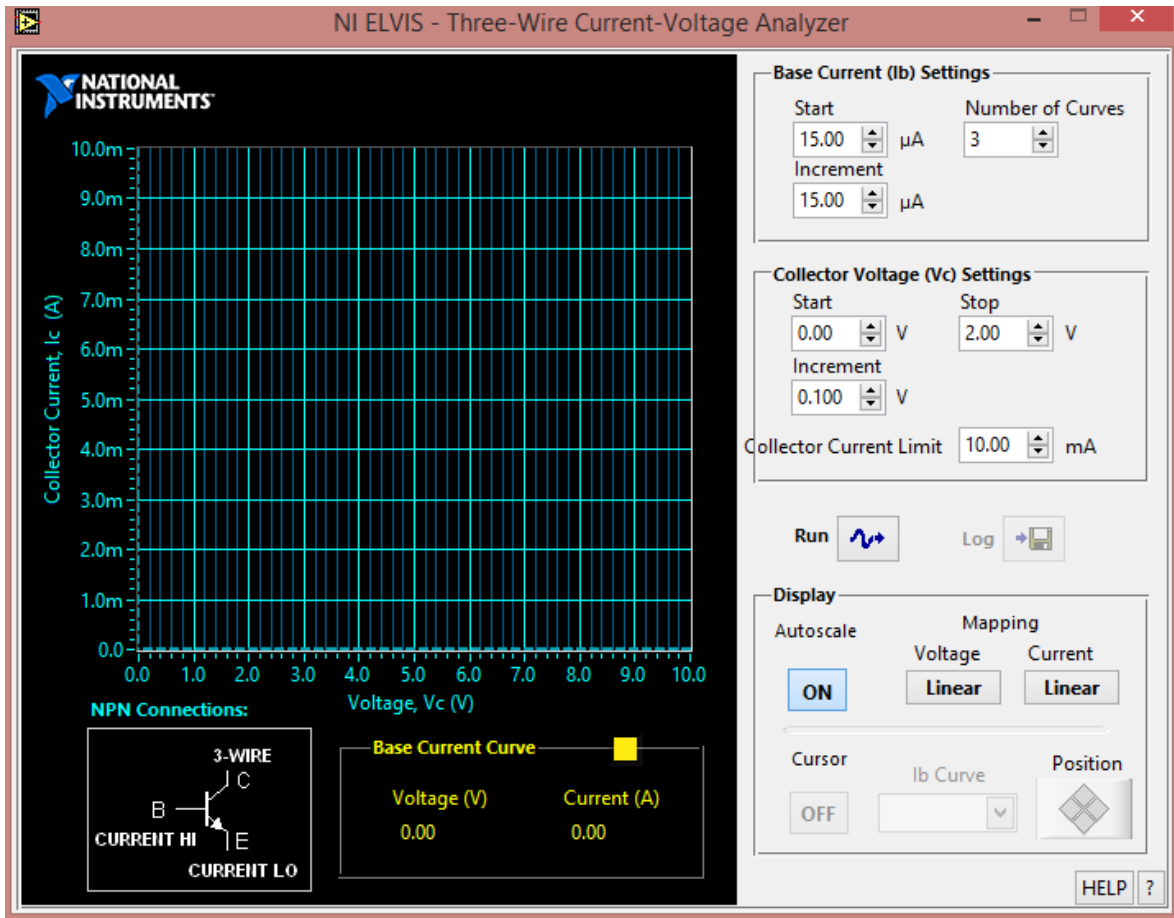 NI ELVIS - Three-Wire Current-Voltage Analyzer
NATIONAL
INSTRUMENTS
10.0m
9.0m
8.0m
7.0m
6.0m
5.0m
4.0m
3.0m
2.0m
1.0m
0.0
Collector Current, Ic (A)
0.0 1.0 2.0 3.0 4.0 5.0 6.0 7.0 8.0 9.0 10.0
Voltage, Vc (V)
NPN Connections:
3-WIRE
C
B
CURRENT HI
E
CURRENT LO
Base Current Curve
Voltage (V) Current (A)
0.00 0.00
Base Current (Ib) Settings
Start Number of Curves
15.00 µA 3
Increment
15.00 µA
Collector Voltage (Vc) Settings
Start Stop
0.00 V 2.00 V
Increment
0.100 V
Collector Current Limit 10.00 mA
Run Log
Display
Autoscale Mapping
Voltage Current
ON Linear Linear
Cursor Ib Curve Position
OFF
HELP ?